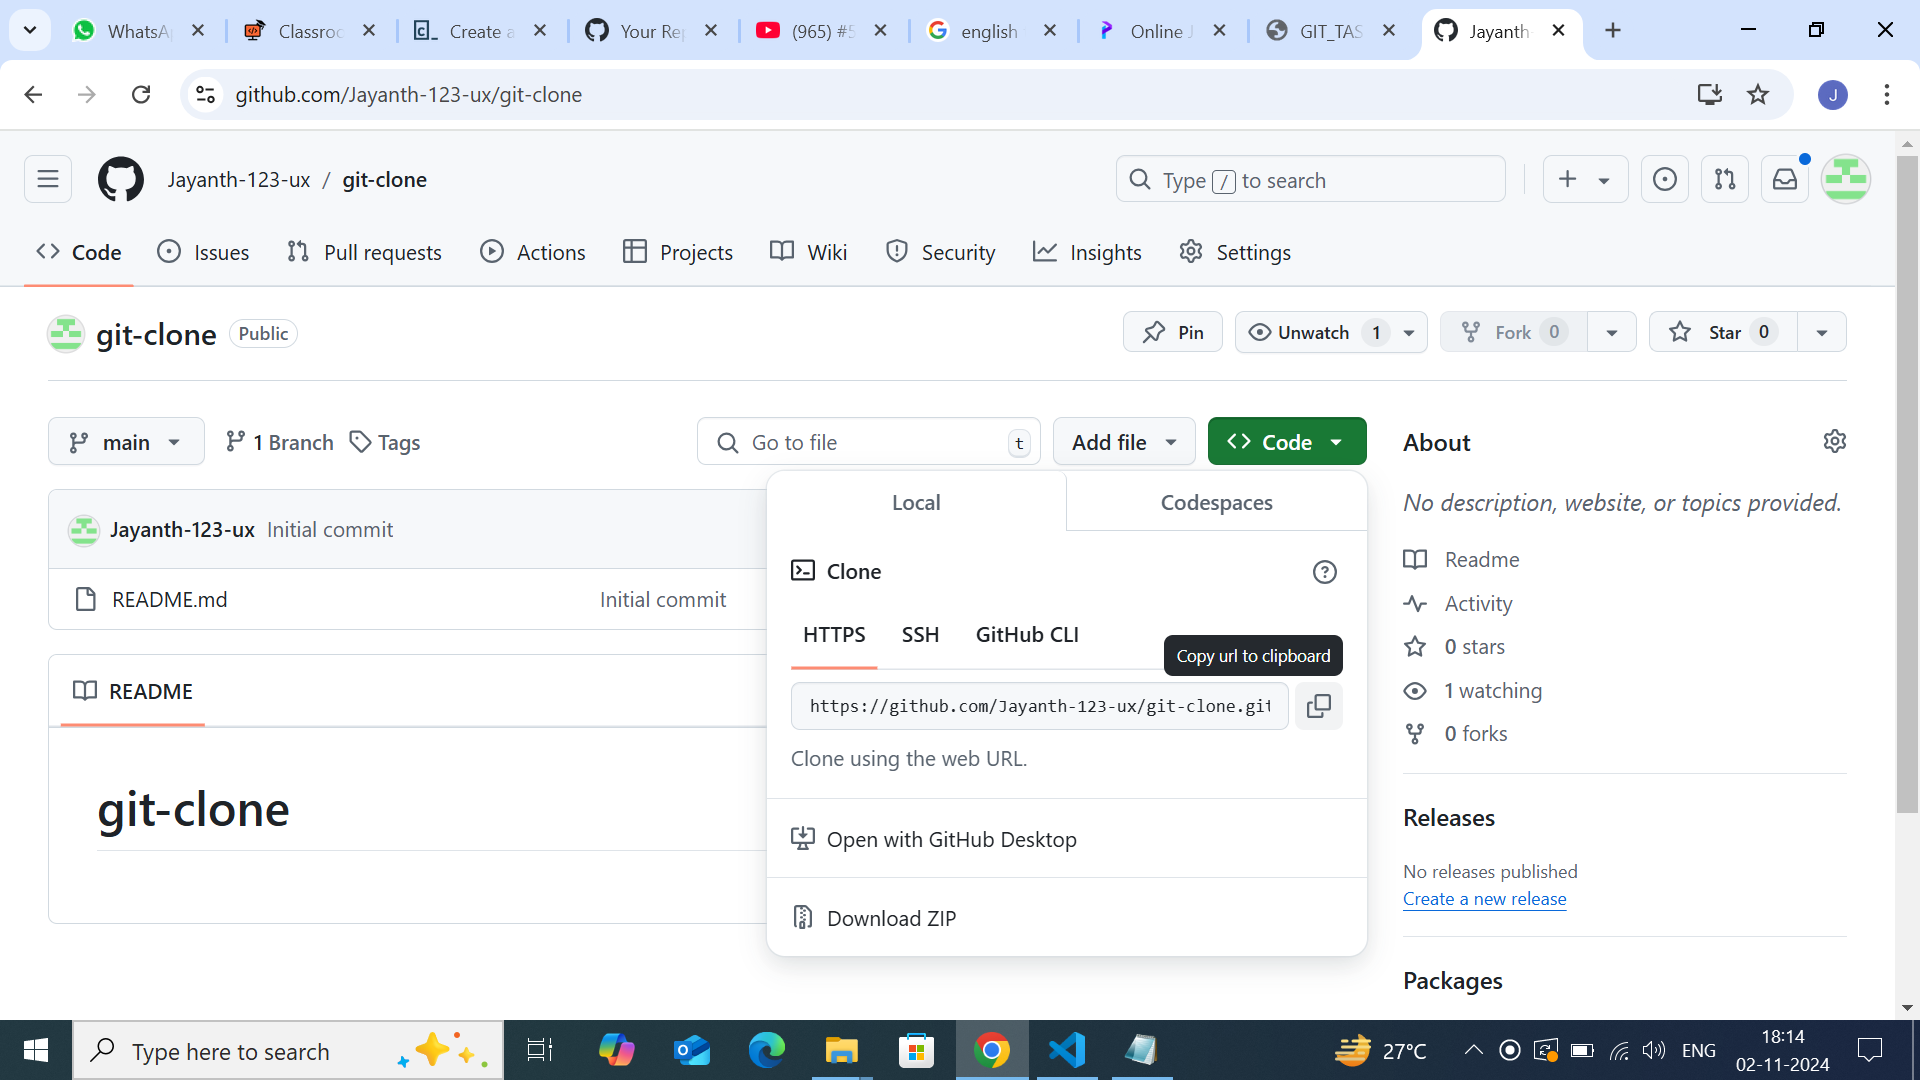 WhatsA
Classroo
Create a
Your Rep
(965) #5
english
Online J
GIT_TAS
Jayanth-
github.com/Jayanth-123-ux/git-clone
J
Jayanth-123-ux / git-clone
Type / to search
Code
Issues
Pull requests
Actions
Projects
Wiki
Security
Insights
Settings
git-clone Public
Pin
Unwatch 1
Fork 0
Star 0
main
1 Branch
Tags
Go to file t
Add file
Code
About
No description, website, or topics provided.
Local
Codespaces
Jayanth-123-ux Initial commit
Clone
Readme
README.md Initial commit
Activity
HTTPS
SSH
GitHub CLI
Copy url to clipboard
0 stars
README
1 watching
https://github.com/Jayanth-123-ux/git-clone.git
0 forks
Clone using the web URL.
git-clone
Releases
Open with GitHub Desktop
No releases published
Create a new release
Download ZIP
Packages
Type here to search
27°C
ENG
18:14
02-11-2024